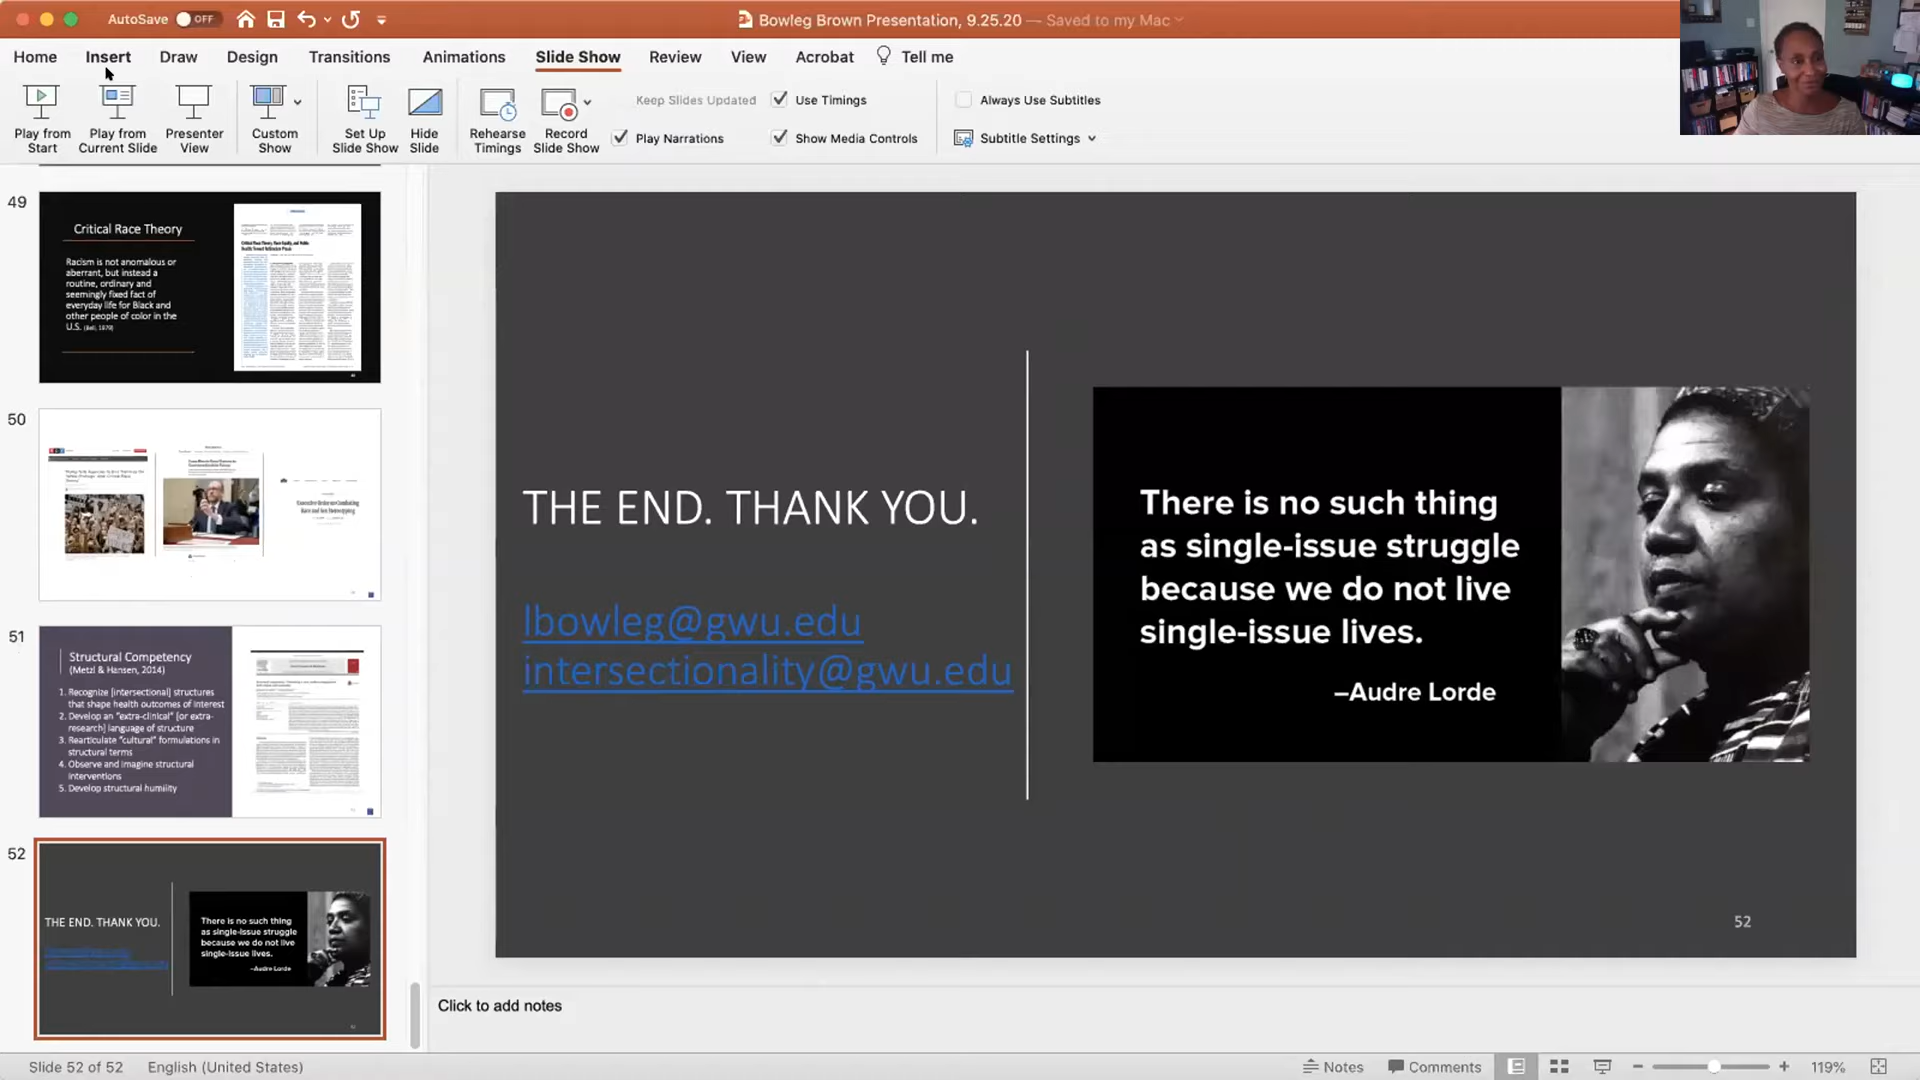 AutoSave OFF
Bowleg Brown Presentation, 9.25.20 — Saved to my Mac
Home Insert Draw Design Transitions Animations Slide Show Review View Acrobat Tell me
Play from Start
Play from Current Slide
Presenter View
Custom Show
Set Up Slide Show
Hide Slide
Rehearse Timings
Record Slide Show
Keep Slides Updated
Use Timings
Play Narrations
Show Media Controls
Always Use Subtitles
Subtitle Settings
49
Critical Race Theory
Racism is not anomalous or
aberrant, but instead a
routine, ordinary and
seemingly fixed fact of
everyday life for Black and
other people of color in the
U.S. (Bell, 1979)
50
51
Structural Competency
(Metzl & Hansen, 2014)
1. Recognize [intersectional] structures
that shape health outcomes of interest
2. Develop an “extra-clinical” [or extra-
research] language of structure
3. Rearticulate “cultural” formulations in
structural terms
4. Observe and imagine structural
interventions
5. Develop structural humility
52
THE END. THANK YOU.
There is no such thing
as single-issue struggle
because we do not live
single-issue lives.
–Audre Lorde
THE END. THANK YOU.
lbowleg@gwu.edu
intersectionality@gwu.edu
There is no such thing
as single-issue struggle
because we do not live
single-issue lives.
–Audre Lorde
52
Click to add notes
Slide 52 of 52
English (United States)
Notes
Comments
119%